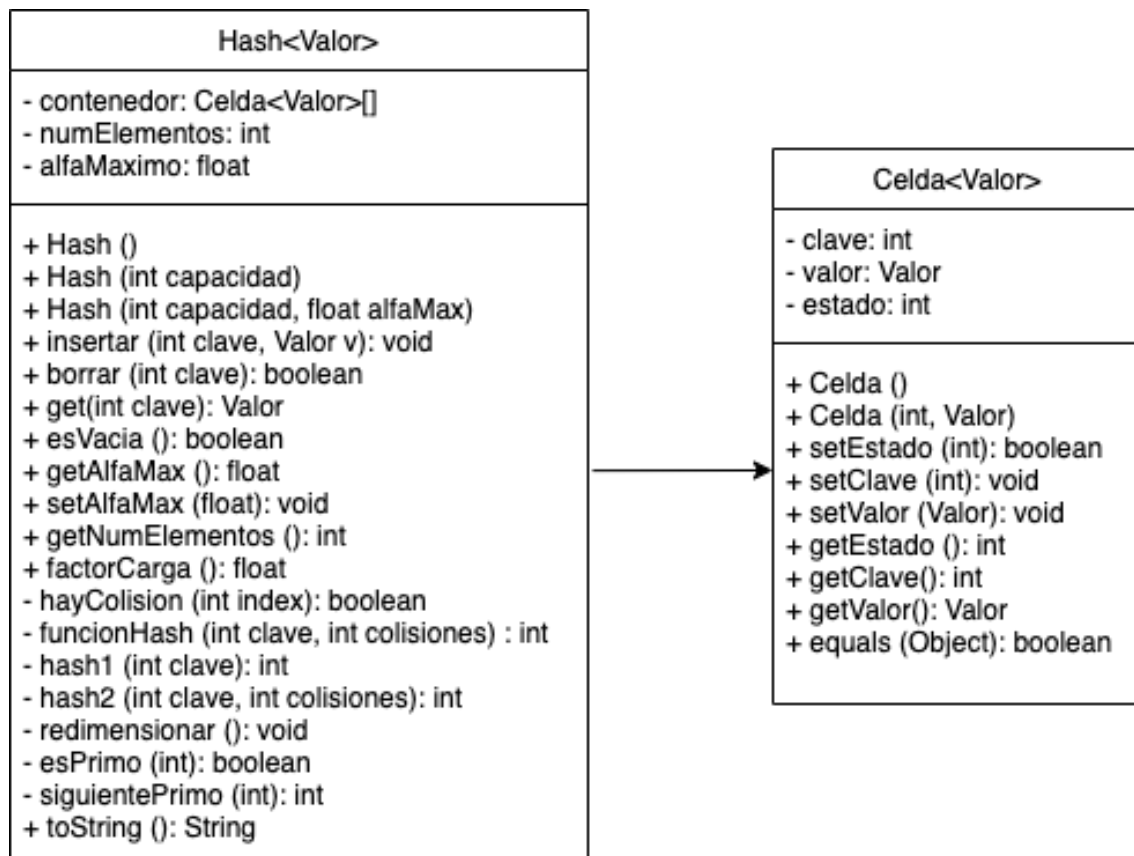 Hash<Valor>
- contenedor: Celda<Valor>[]
- numElementos: int
- alfaMaximo: float
+ Hash ()
+ Hash (int capacidad)
+ Hash (int capacidad, float alfaMax)
+ insertar (int clave, Valor v): void
+ borrar (int clave): boolean
+ get(int clave): Valor
+ esVacia (): boolean
+ getAlfaMax (): float
+ setAlfaMax (float): void
+ getNumElementos (): int
+ factorCarga (): float
- hayColision (int index): boolean
- funcionHash (int clave, int colisiones) : int
- hash1 (int clave): int
- hash2 (int clave, int colisiones): int
- redimensionar (): void
- esPrimo (int): boolean
- siguientePrimo (int): int
+ toString (): String
Celda<Valor>
- clave: int
- valor: Valor
- estado: int
+ Celda ()
+ Celda (int, Valor)
+ setEstado (int): boolean
+ setClave (int): void
+ setValor (Valor): void
+ getEstado (): int
+ getClave(): int
+ getValor(): Valor
+ equals (Object): boolean